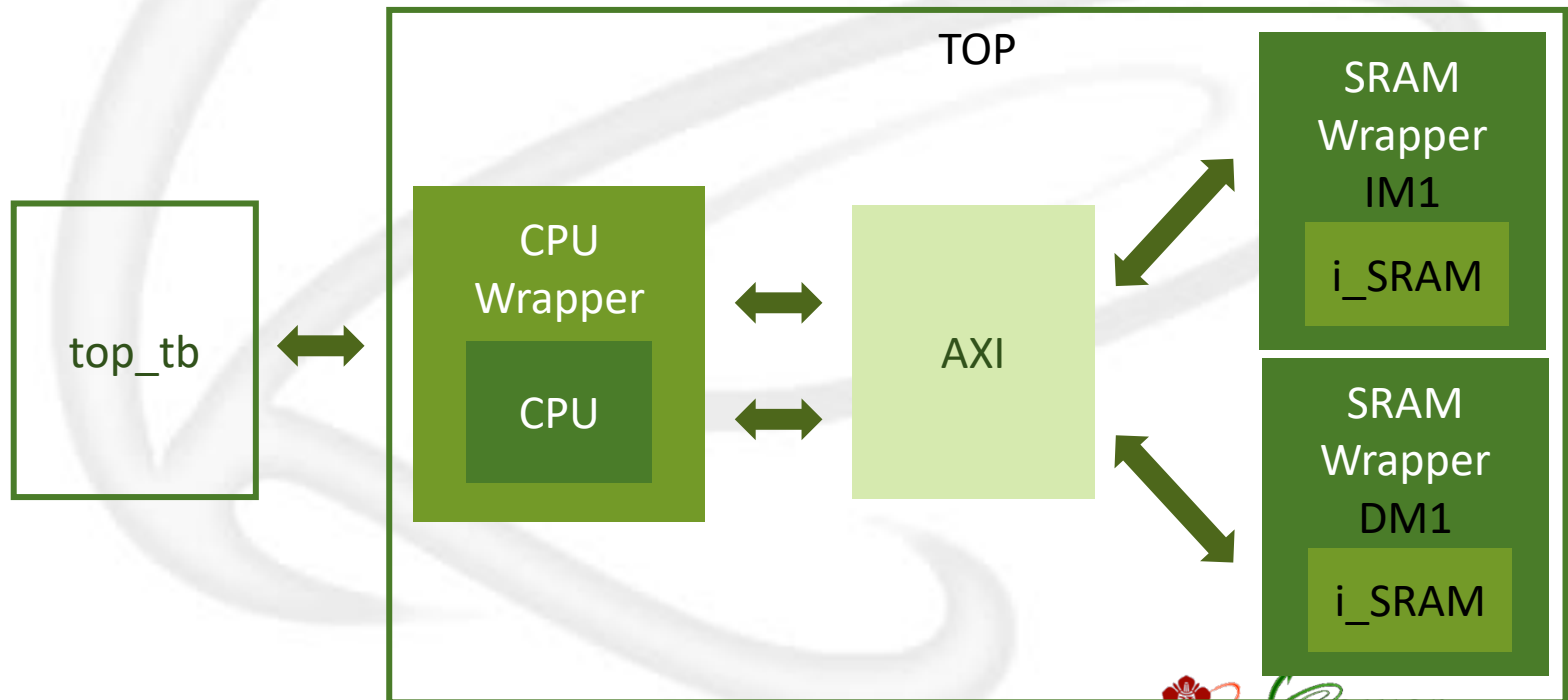 TOP
top_tb
CPU
Wrapper
CPU
AXI
SRAM
Wrapper
IM1
i_SRAM
SRAM
Wrapper
DM1
i_SRAM